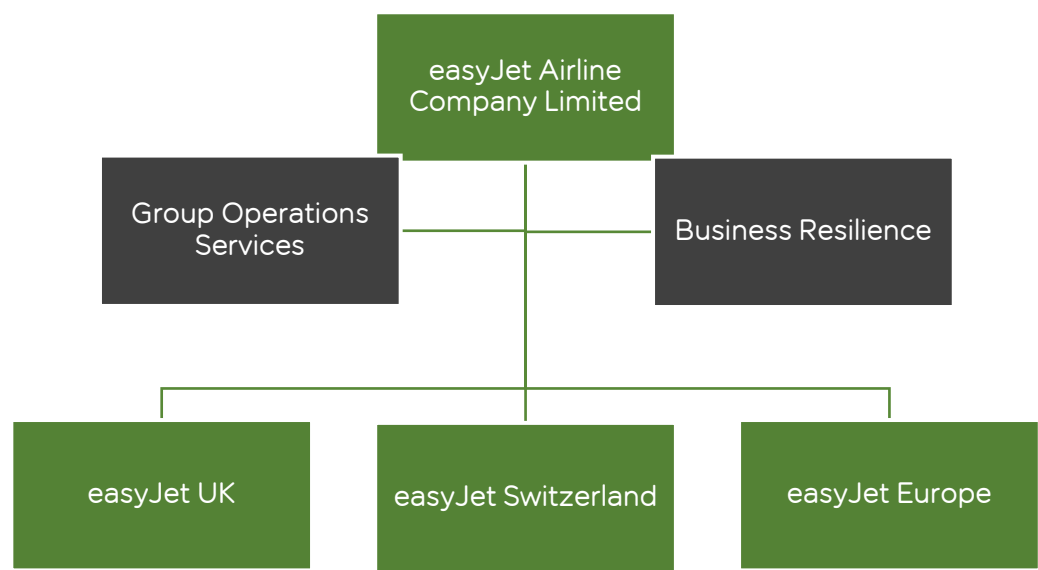 easyJet Airline
Company Limited
Group Operations
Services
Business Resilience
easyJet UK
easyJet Switzerland
easyJet Europe